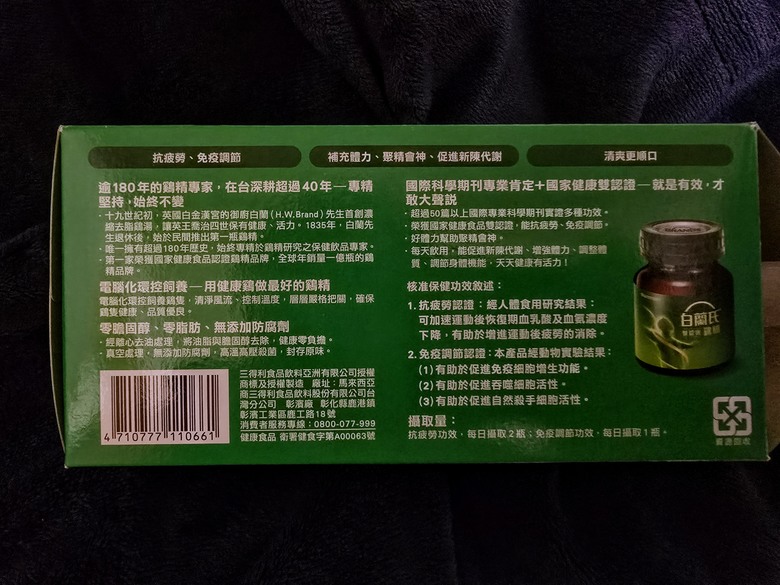 抗疲勞、免疫調節
補充體力、聚精會神、促進新陳代謝
清爽更順口
逾180年的鷄精專家，在台深耕超過40年—專精
堅持，始終不變
·十九世紀初，英國白金漢宮的御廚白蘭(H.W. Brand)先生首創濃
縮去脂鷄湯，讓英王喬治四世保有健康、活力。1835年，白蘭先
生退休後，始於民間推出第一瓶鷄精。
·唯一擁有超過180年歷史，始終專精於鷄精研究之保健飲品專家。
·第一家榮獲國家健康食品認證鷄精品牌，全球年銷量一億瓶的鷄
精品牌。
電腦化環控飼養—用健康鷄做最好的鷄精
電腦化環控飼養鷄隻，清淨風流、控制溫度，層層嚴格把關，確保
鷄隻健康、品質優良。
零膽固醇、零脂肪、無添加防腐劑
·經離心去油處理，將油脂與膽固醇去除，健康零負擔。
·真空處理，無添加防腐劑，高溫高壓殺菌，封存原味。
4 710777 110661
三得利食品飲料亞洲有限公司授權
商標及授權製造　廠址：馬來西亞
商三得利食品飲料股份有限公司台
灣分公司　彰濱廠　彰化縣鹿港鎮
彰濱工業區鹿工路18號
消費者服務專線：0800-077-999
健康食品 衛署健食字第A00063號
國際科學期刊專業肯定+國家健康雙認證—就是有效，才
敢大聲説
·超過50篇以上國際專業科學期刊實證多種功效。
·榮獲國家健康食品雙認證，能抗疲勞、免疫調節。
·好體力幫助聚精會神。
·每天飲用，能促進新陳代謝、增強體力、調整體
質、調節身體機能，天天健康有活力！
核准保健功效敘述：
1. 抗疲勞認證：經人體食用研究結果：
可加速運動後恢復期血乳酸及血氨濃度
下降，有助於增進運動後疲勞的消除。
2. 免疫調節認證：本產品經動物實驗結果：
(1)有助於促進免疫細胞增生功能。
(2)有助於促進吞噬細胞活性。
(3)有助於促進自然殺手細胞活性。
攝取量：
抗疲勞功效，每日攝取2瓶；免疫調節功效，每日攝取1瓶。
BRAND'S
白蘭氏
鷄精
資源回收